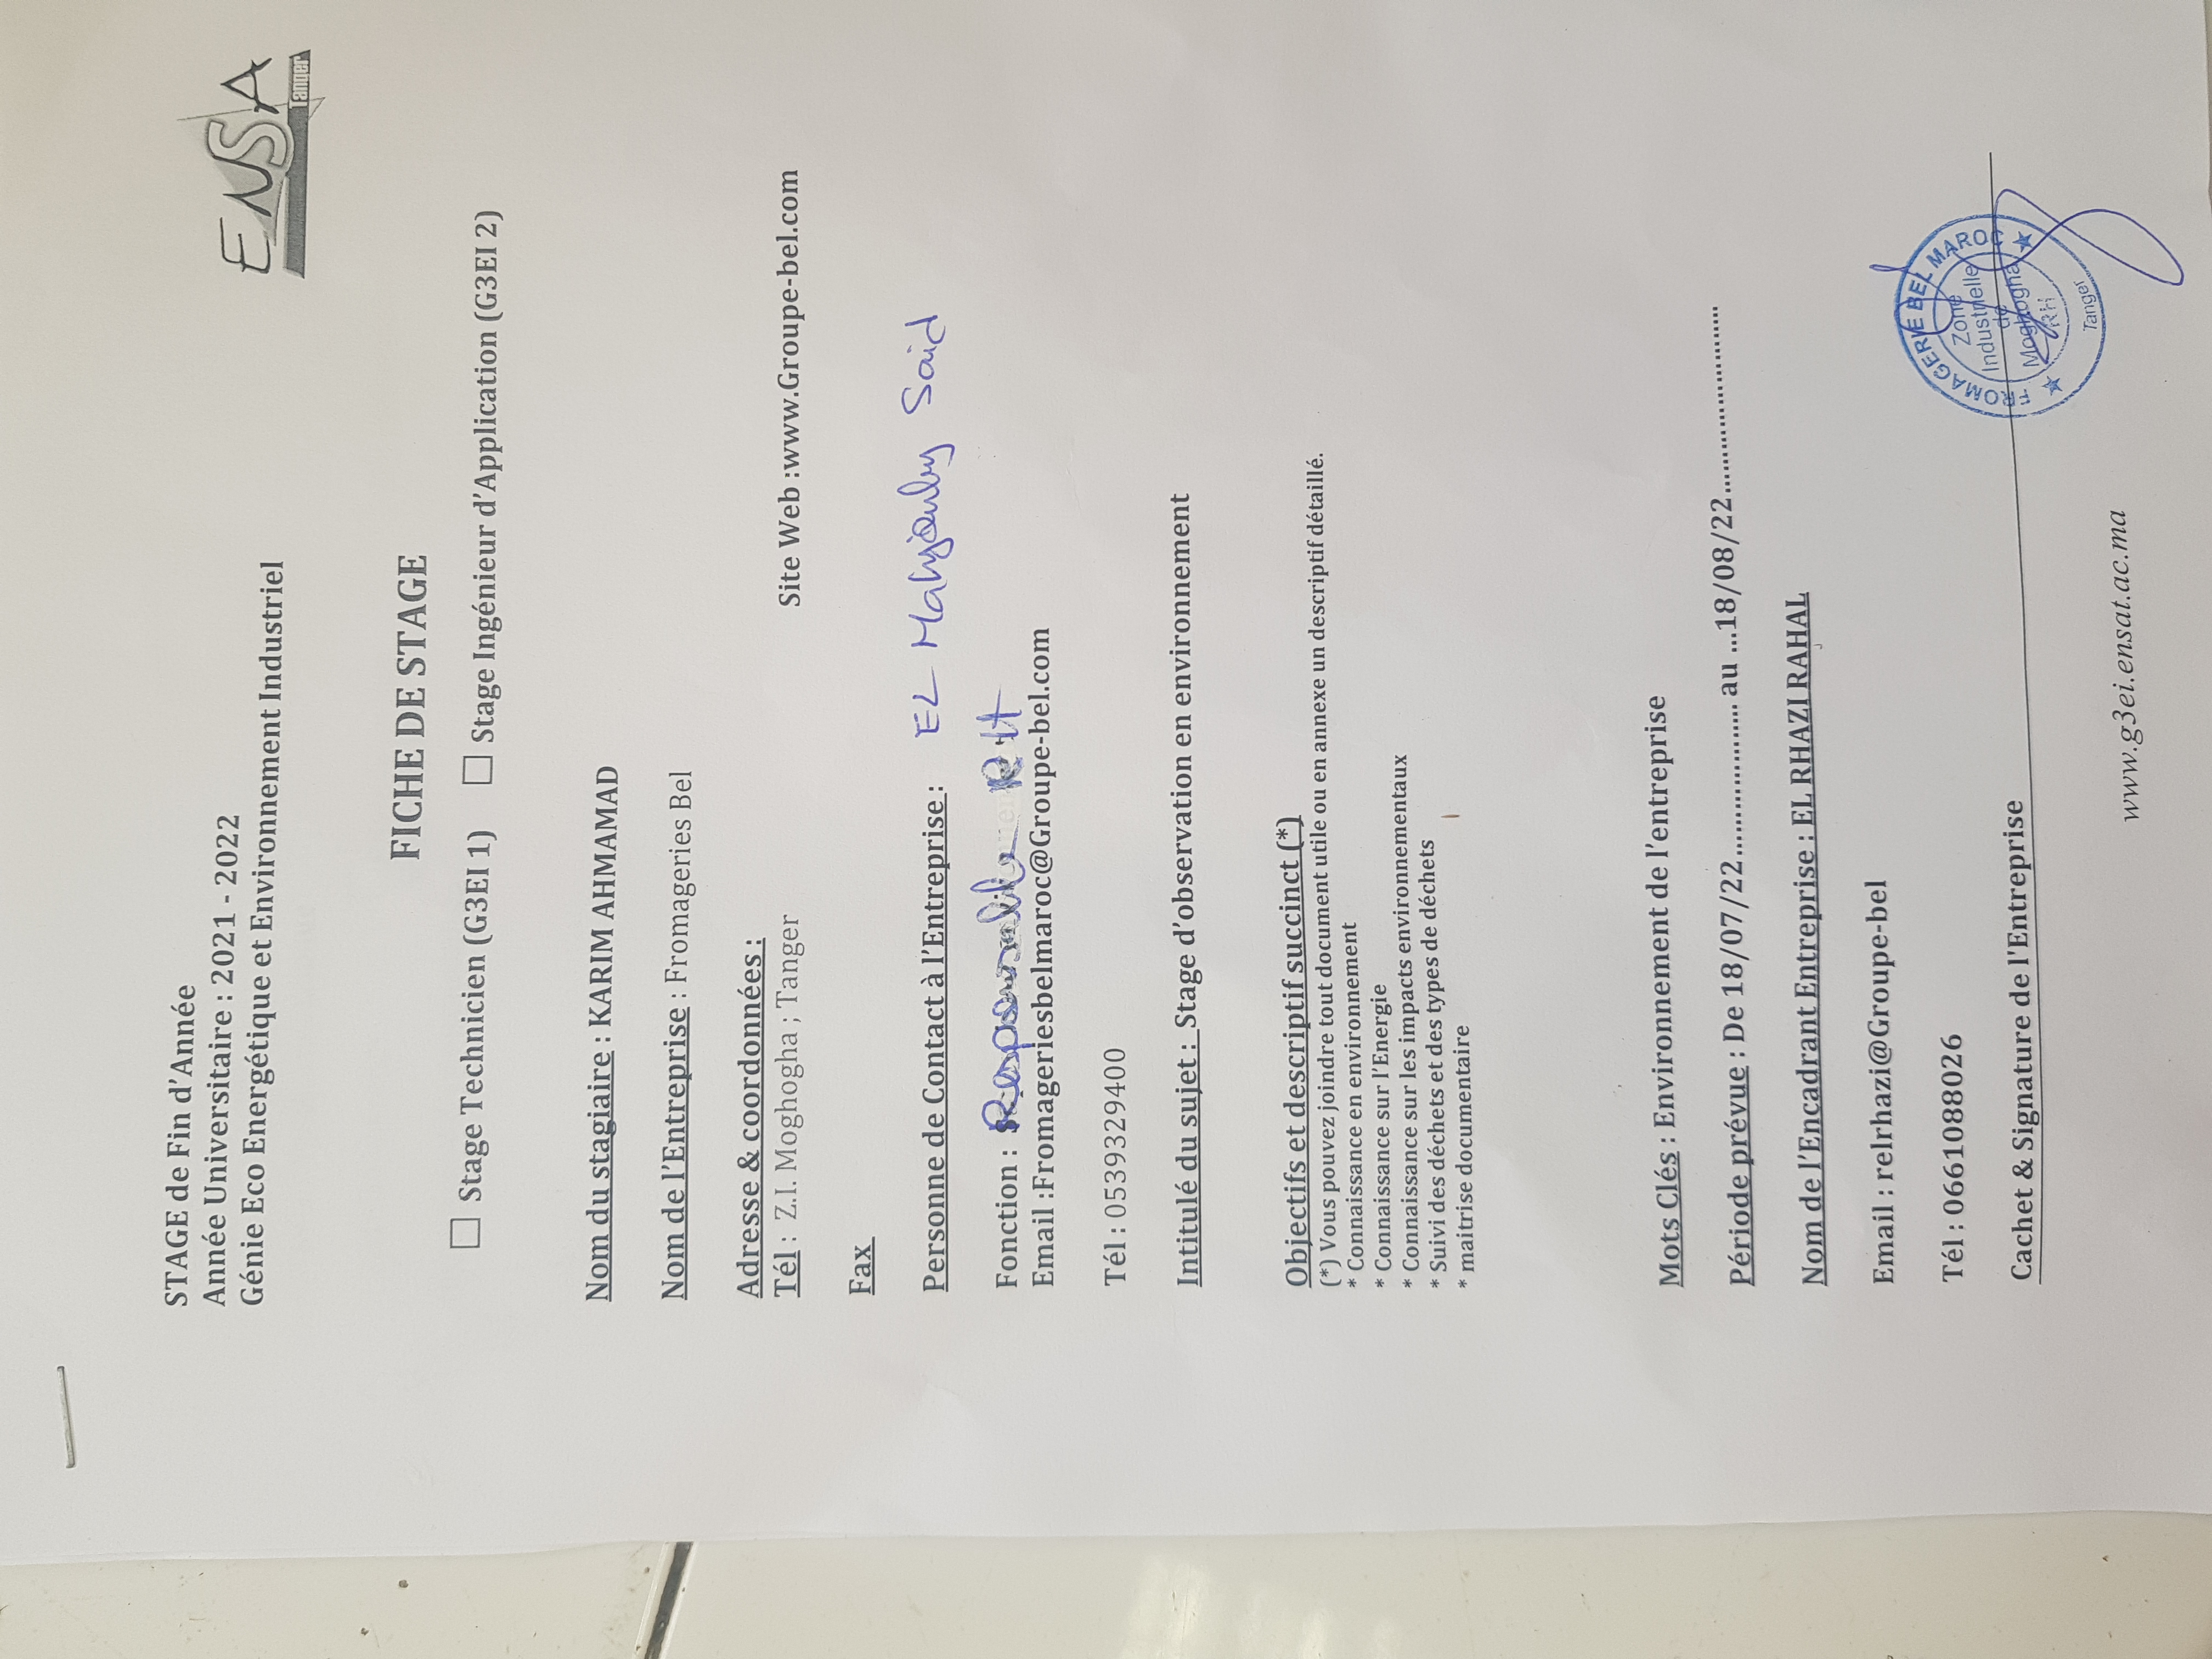 STAGE de Fin d'Année
Année Universitaire : 2021 - 2022
Génie Eco Energétique et Environnement Industriel
ENSA
Tanger
FICHE DE STAGE
Stage Technicien (G3EI 1) Stage Ingénieur d'Application (G3EI 2)
Nom du stagiaire : KARIM AHMAMAD
Nom de l'Entreprise : Fromageries Bel
Adresse & coordonnées :
Tél : Z.I. Moghogha ; Tanger Site Web :www.Groupe-bel.com
Fax
Personne de Contact à l'Entreprise : EL Mahjouby Said
Fonction : Responsable RH
Email :Fromageriesbelmaroc@Groupe-bel.com
Tél : 0539329400
Intitulé du sujet : Stage d'observation en environnement
Objectifs et descriptif succinct (*)
(*) Vous pouvez joindre tout document utile ou en annexe un descriptif détaillé.
* Connaissance en environnement
* Connaissance sur l'Energie
* Connaissance sur les impacts environnementaux
* Suivi des déchets et des types de déchets
* maitrise documentaire
Mots Clés : Environnement de l'entreprise
Période prévue : De 18/07/22................... au ...18/08/22.......................
Nom de l'Encadrant Entreprise : EL RHAZI RAHAL
Email : relrhazi@Groupe-bel
Tél : 0661088026
Cachet & Signature de l'Entreprise
FROMAGERIE BEL MAROC
Zone
Industrielle
de
Moghogha
RH
Tanger
www.g3ei.ensat.ac.ma